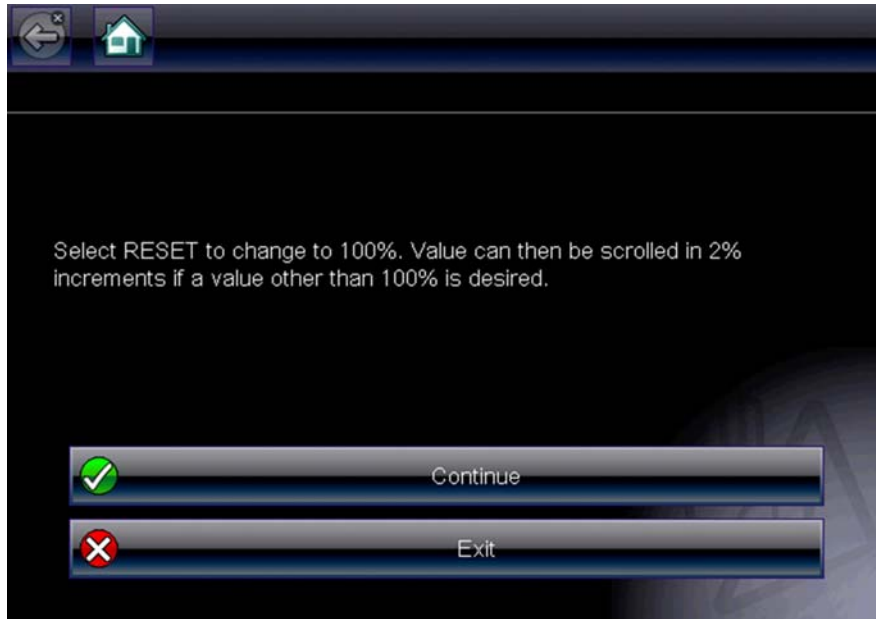 Select RESET to change to 100%. Value can then be scrolled in 2%
increments if a value other than 100% is desired.
Continue
Exit